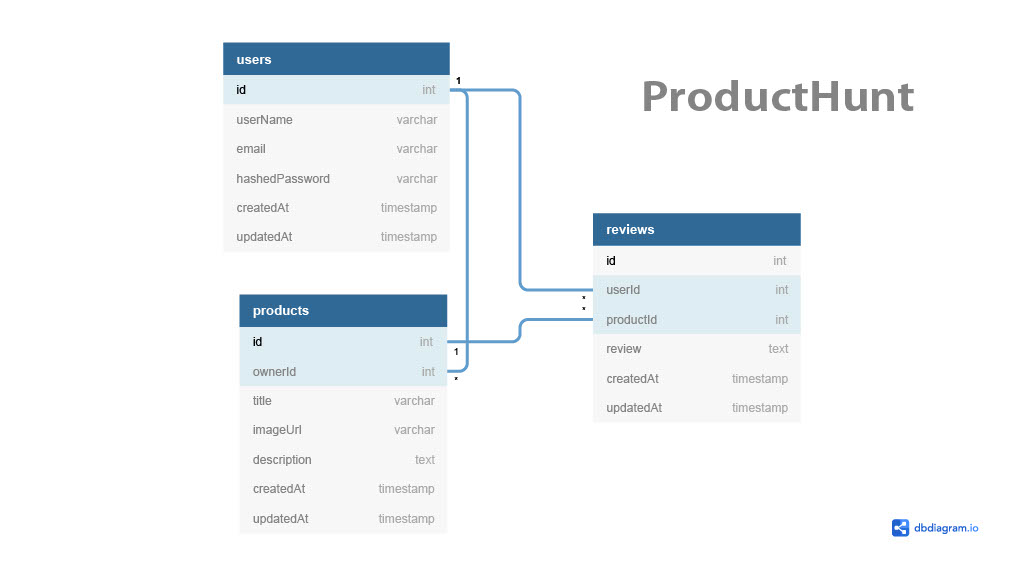 ProductHunt
users
1
id int
userName varchar
email varchar
hashedPassword varchar
createdAt timestamp
updatedAt timestamp
reviews
id int
userId int
*
*
productId int
review text
createdAt timestamp
updatedAt timestamp
products
id int
1
ownerId int
*
title varchar
imageUrl varchar
description text
createdAt timestamp
updatedAt timestamp
dbdiagram.io